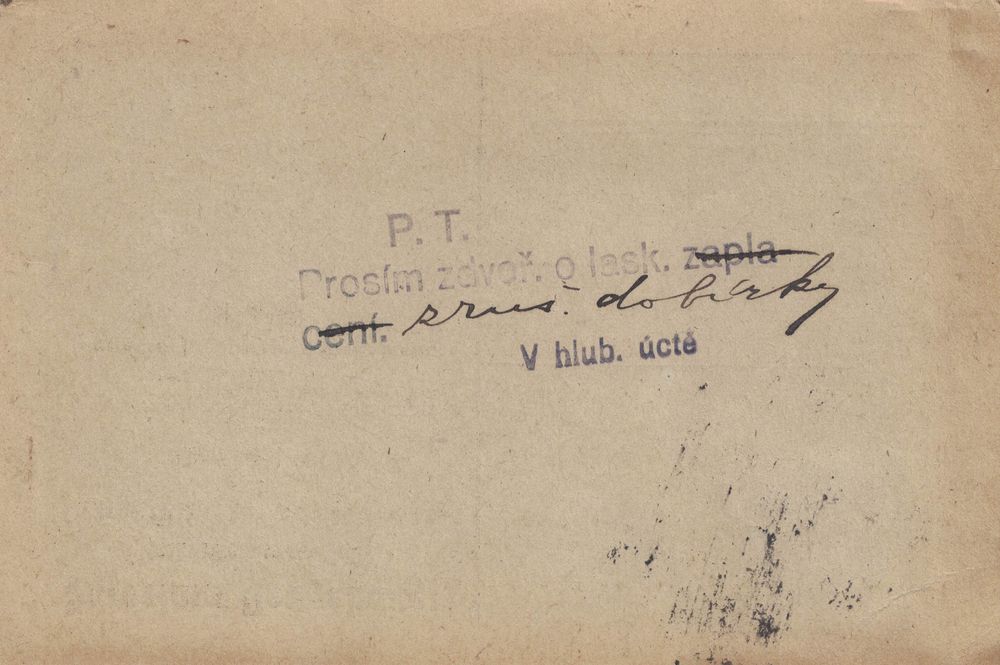 P. T.
Prosím zdvoř. o lask. zapla-
cení. zruš. dobírky
V hlub. úctě